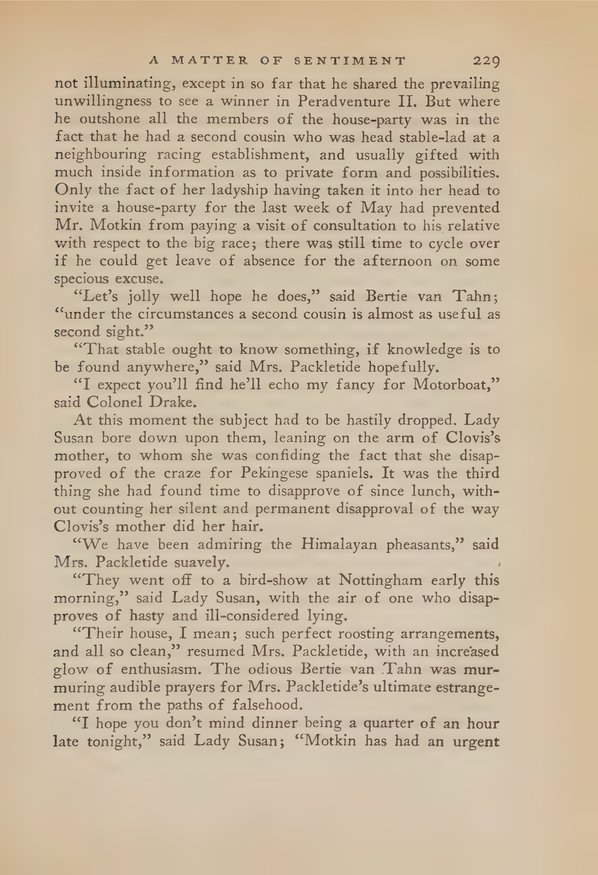 A MATTER OF SENTIMENT 229
not illuminating, except in so far that he shared the prevailing
unwillingness to see a winner in Peradventure II. But where
he outshone all the members of the house-party was in the
fact that he had a second cousin who was head stable-lad at a
neighbouring racing establishment, and usually gifted with
much inside information as to private form and possibilities.
Only the fact of her ladyship having taken it into her head to
invite a house-party for the last week of May had prevented
Mr. Motkin from paying a visit of consultation to his relative
with respect to the big race; there was still time to cycle over
if he could get leave of absence for the afternoon on some
specious excuse.
“Let’s jolly well hope he does,” said Bertie van Tahn;
“under the circumstances a second cousin is almost as useful as
second sight.”
“That stable ought to know something, if knowledge is to
be found anywhere,” said Mrs. Packletide hopefully.
“I expect you’ll find he’ll echo my fancy for Motorboat,”
said Colonel Drake.
At this moment the subject had to be hastily dropped. Lady
Susan bore down upon them, leaning on the arm of Clovis’s
mother, to whom she was confiding the fact that she disap-
proved of the craze for Pekingese spaniels. It was the third
thing she had found time to disapprove of since lunch, with-
out counting her silent and permanent disapproval of the way
Clovis’s mother did her hair.
“We have been admiring the Himalayan pheasants,” said
Mrs. Packletide suavely.
“They went off to a bird-show at Nottingham early this
morning,” said Lady Susan, with the air of one who disap-
proves of hasty and ill-considered lying.
“Their house, I mean; such perfect roosting arrangements,
and all so clean,” resumed Mrs. Packletide, with an increased
glow of enthusiasm. The odious Bertie van Tahn was mur-
muring audible prayers for Mrs. Packletide’s ultimate estrange-
ment from the paths of falsehood.
“I hope you don’t mind dinner being a quarter of an hour
late tonight,” said Lady Susan; “Motkin has had an urgent